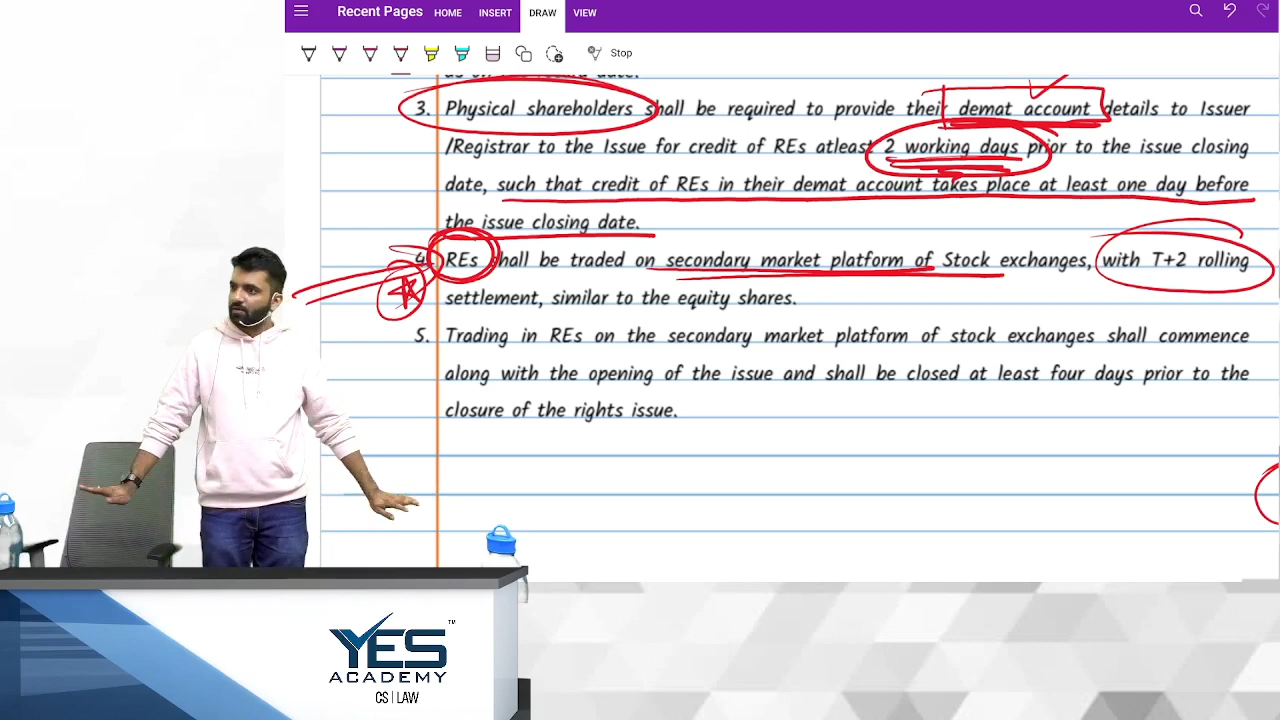 Recent Pages HOME INSERT DRAW VIEW
Stop
3. Physical shareholders shall be required to provide their demat account details to Issuer
/Registrar to the Issue for credit of REs atleast 2 working days prior to the issue closing
date, such that credit of REs in their demat account takes place at least one day before
the issue closing date.
4. REs shall be traded on secondary market platform of Stock exchanges, with T+2 rolling
settlement, similar to the equity shares.
5. Trading in REs on the secondary market platform of stock exchanges shall commence
along with the opening of the issue and shall be closed at least four days prior to the
closure of the rights issue.
YES
TM
ACADEMY
CS | LAW